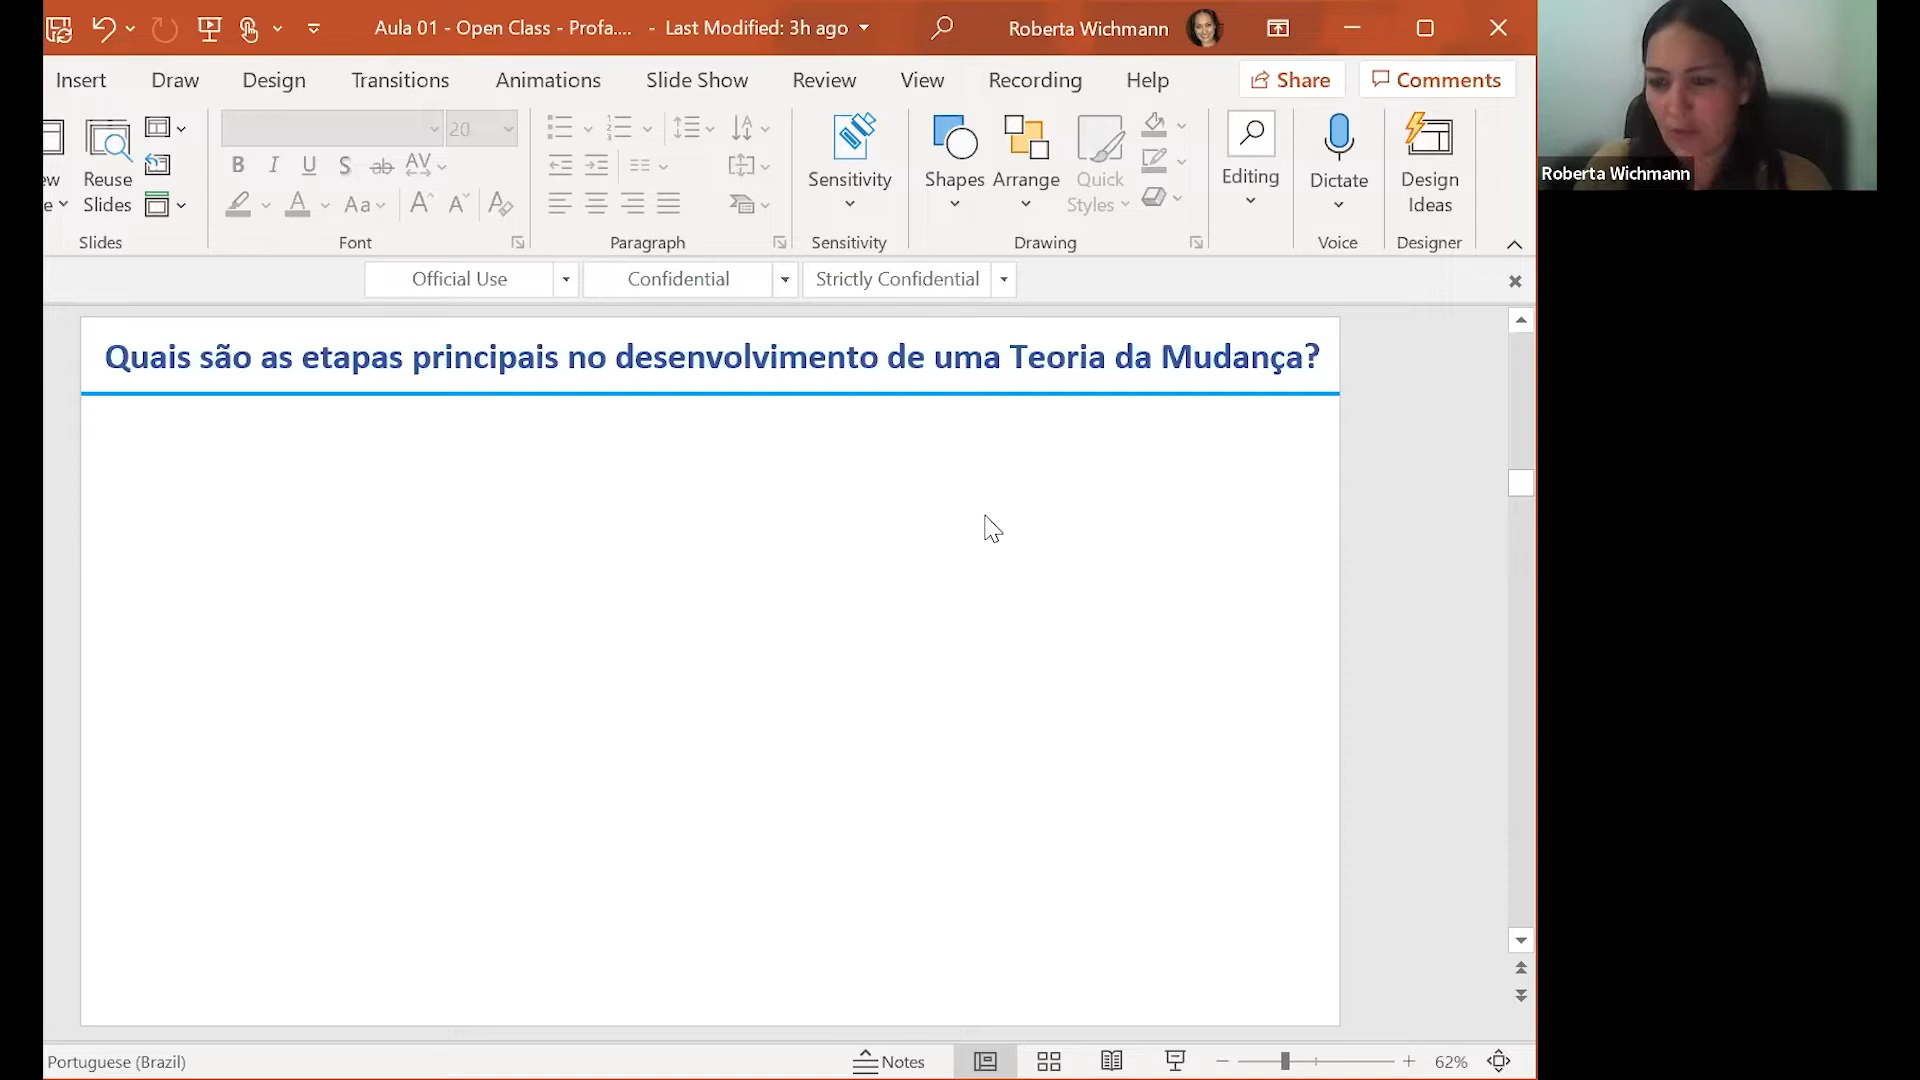 Aula 01 - Open Class - Profa.... - Last Modified: 3h ago
Roberta Wichmann
Insert Draw Design Transitions Animations Slide Show Review View Recording Help Share Comments
20
Reuse
Slides
Slides
B I U S ab AV
A Aa A A A
Font
Paragraph
Sensitivity
Sensitivity
Shapes
Arrange
Quick
Styles
Drawing
Editing
Dictate
Voice
Design
Ideas
Designer
Official Use Confidential Strictly Confidential
Quais são as etapas principais no desenvolvimento de uma Teoria da Mudança?
Portuguese (Brazil)
Notes
62%
Roberta Wichmann